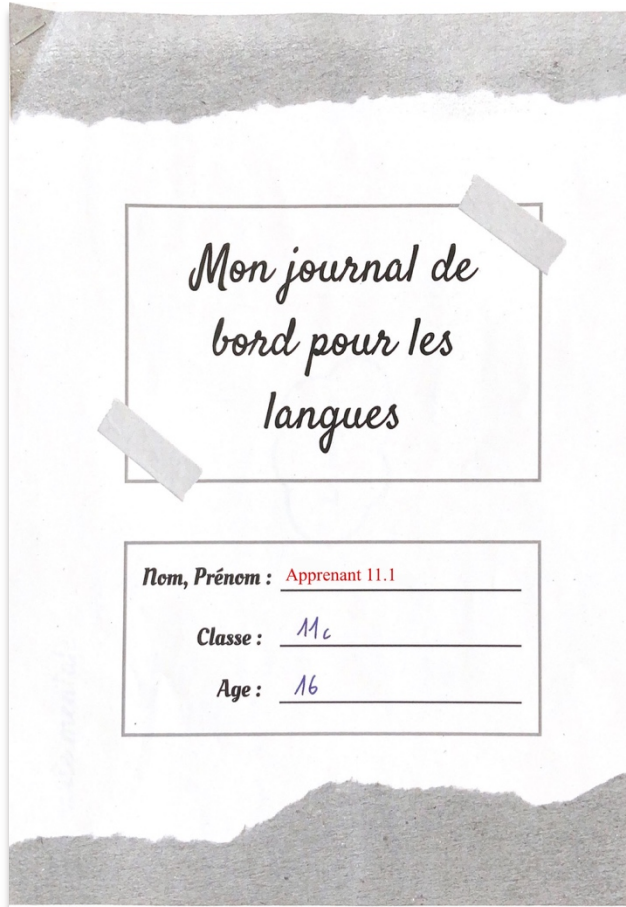 Mon journal de
bord pour les
langues
Nom, Prénom : Apprenant 11.1
Classe : 11c
Age : 16